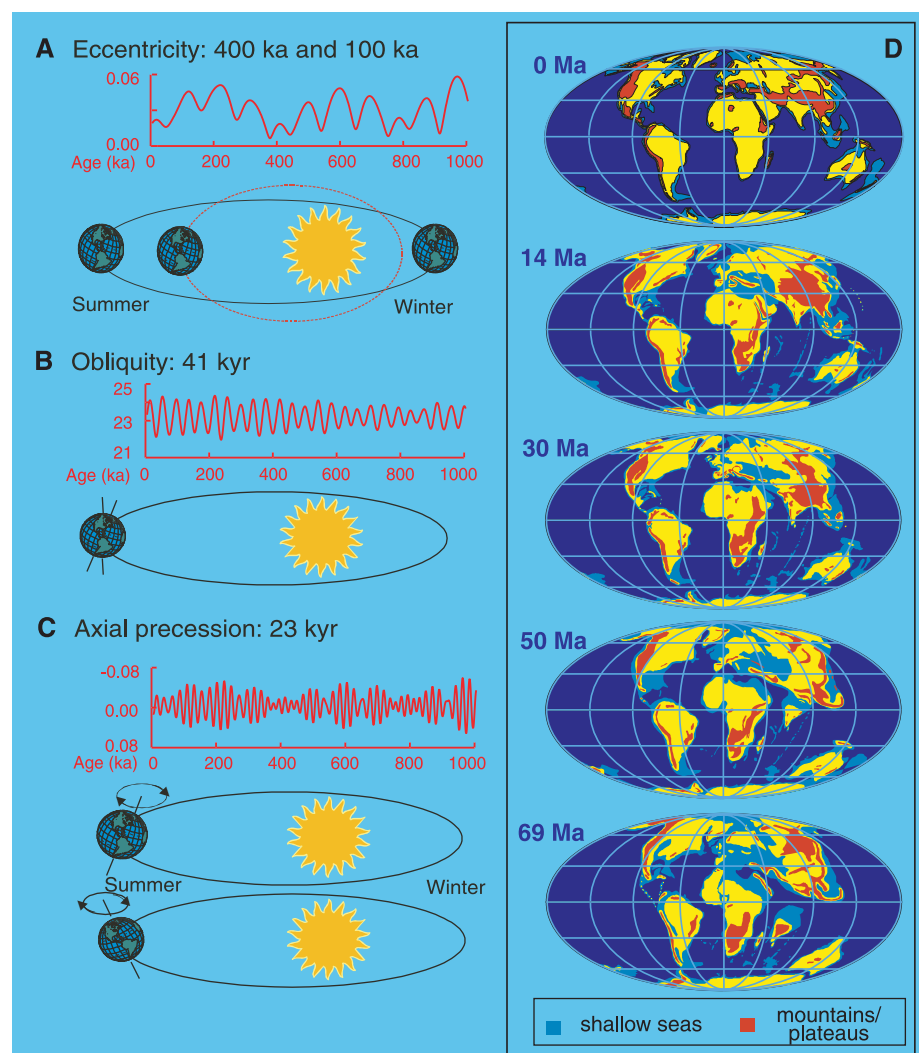 A Eccentricity: 400 ka and 100 ka
0.06
0.00
Age (ka) 0 200 400 600 800 1000
Summer Winter
B Obliquity: 41 kyr
25
23
21
Age (ka) 0 200 400 600 800 1000
C Axial precession: 23 kyr
-0.08
0.00
0.08
Age (ka) 0 200 400 600 800 1000
Summer Winter
D
0 Ma
14 Ma
30 Ma
50 Ma
69 Ma
shallow seas
mountains/
plateaus